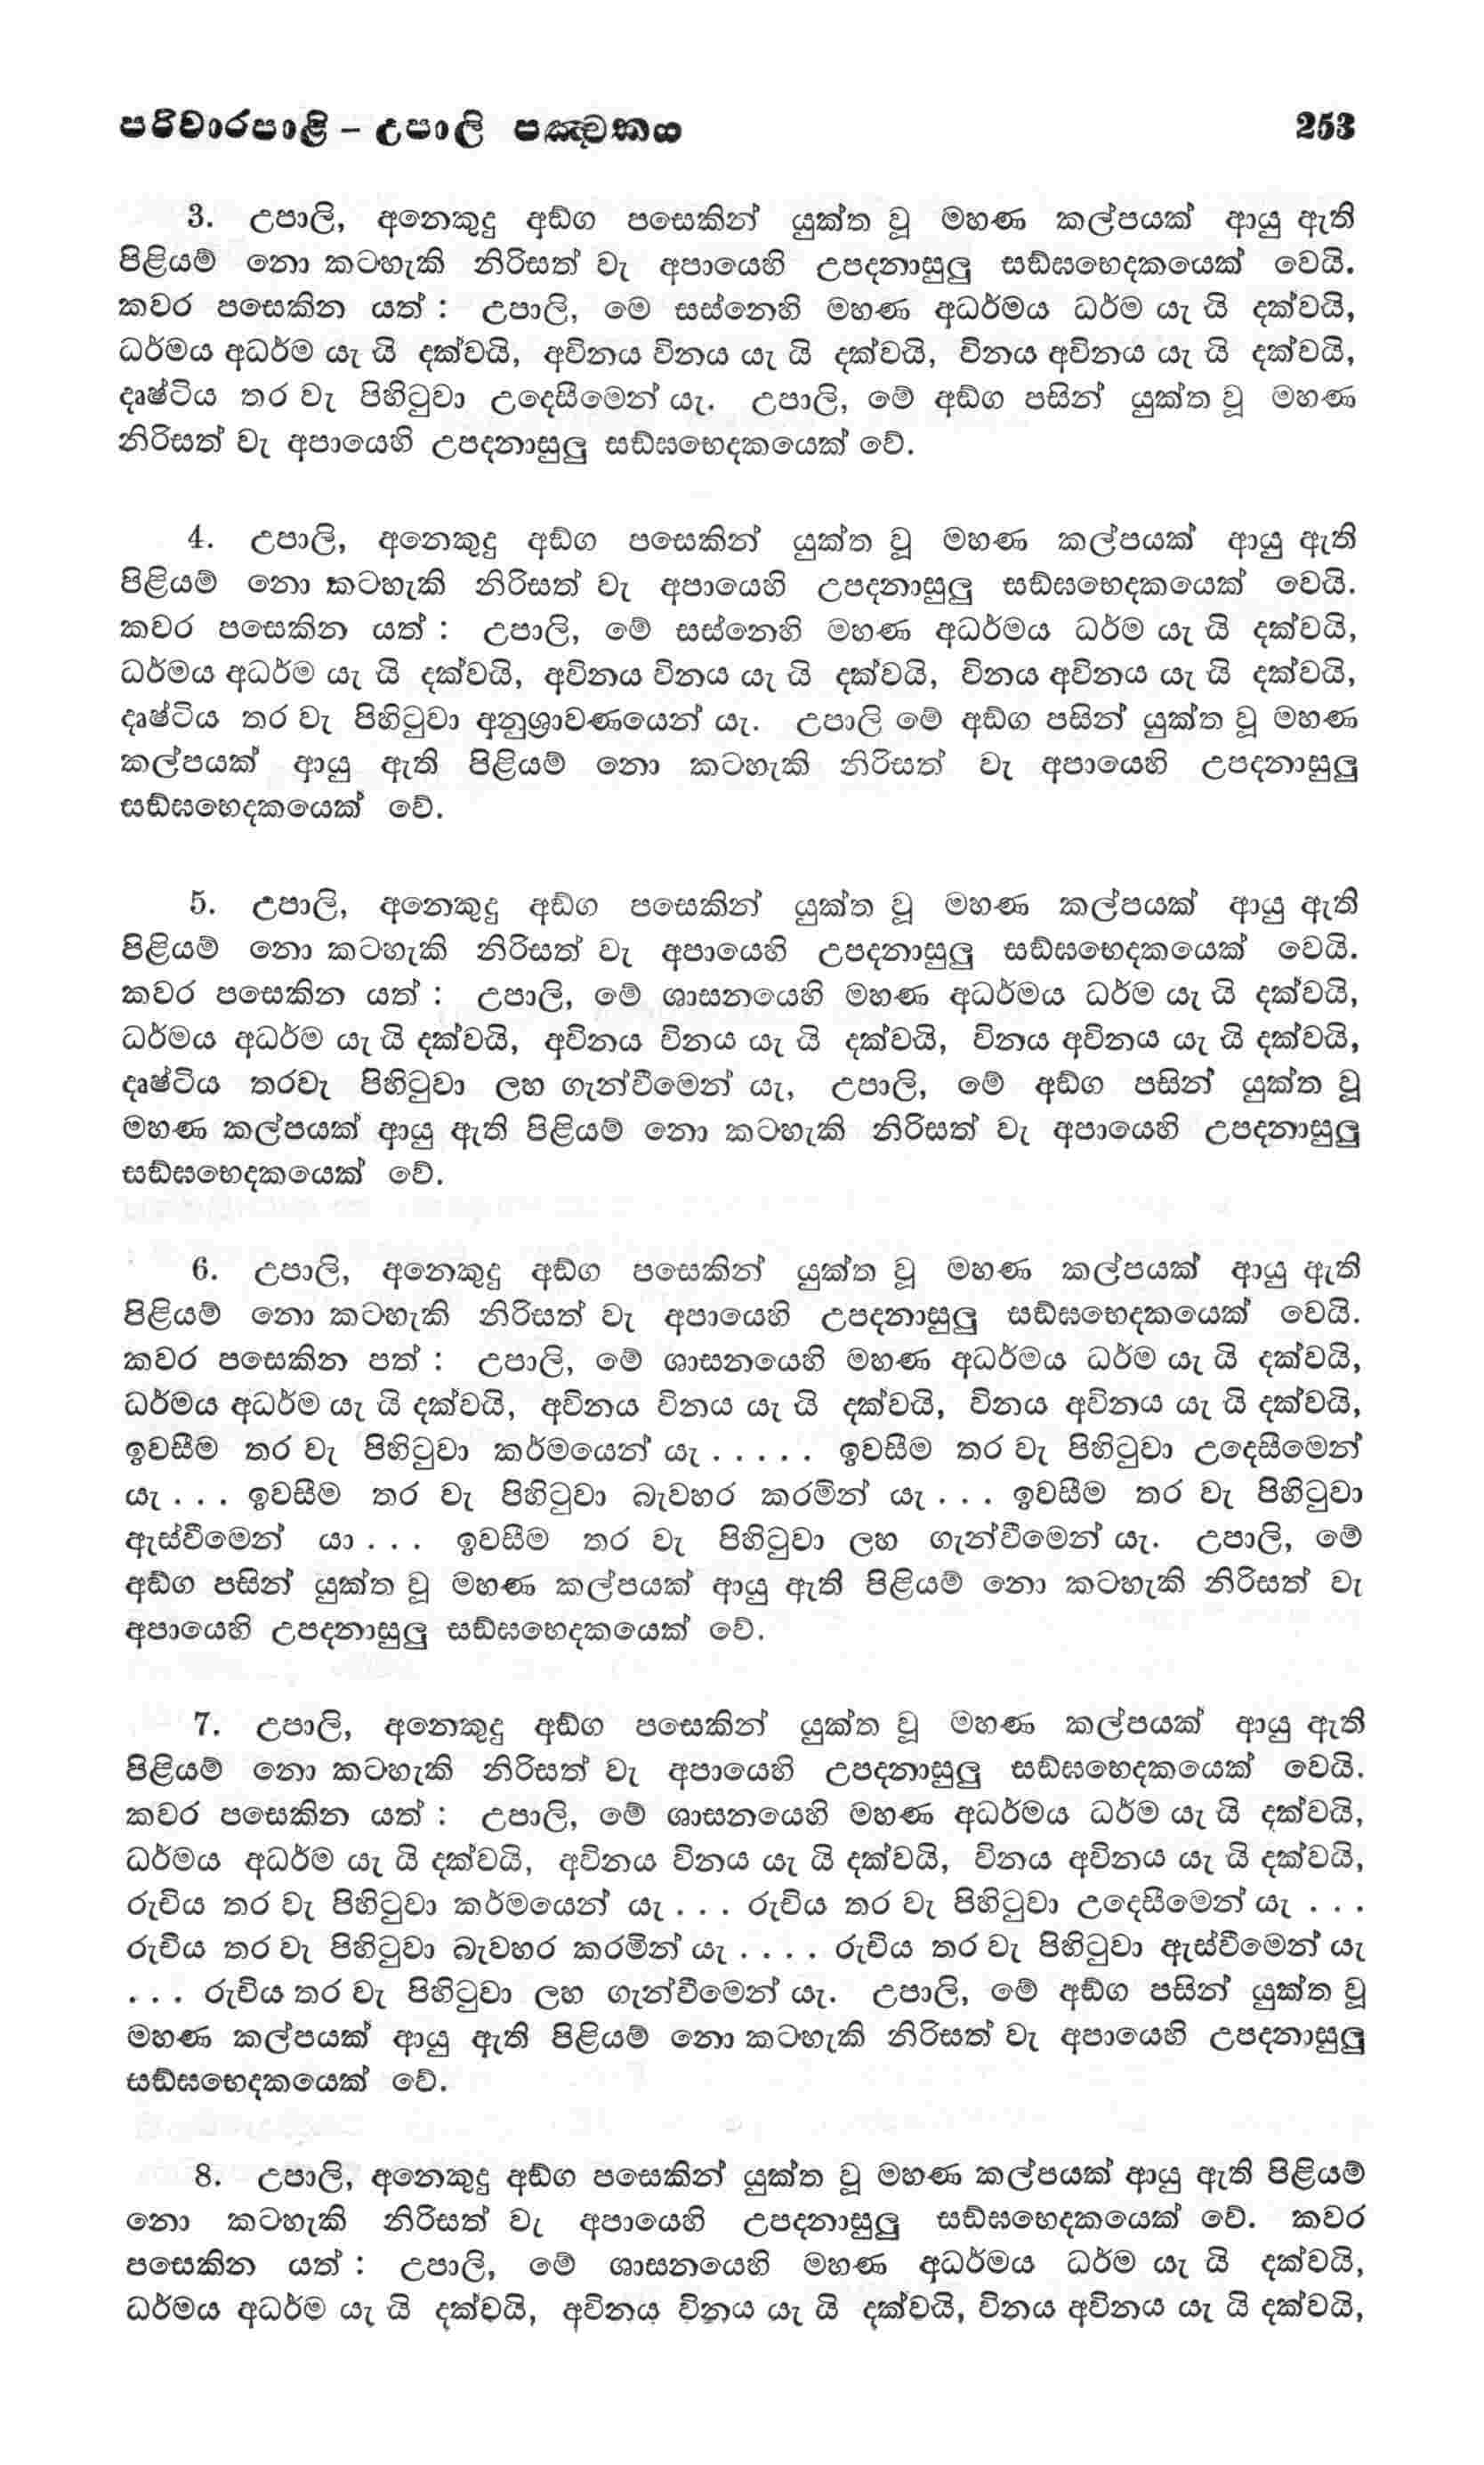 පරිවාරපාළි – උපාලි පඤ්චකය 253
3. උපාලි, අනෙකුදු අඞ්ග පසෙකින් යුක්ත වූ මහණ කල්පයක් ආයු ඇති
පිළියම් නො කටහැකි නිරිසත් වැ අපායෙහි උපදනාසුලු සඞ්ඝභෙදකයෙක් වෙයි.
කවර පසෙකින යත් : උපාලි, මෙ සස්නෙහි මහණ අධර්මය ධර්ම යැ යි දක්වයි,
ධර්මය අධර්ම යැ යි දක්වයි, අවිනය විනය යැ යි දක්වයි, විනය අවිනය යැ යි දක්වයි,
දෘෂ්ටිය තර වැ පිහිටුවා උදෙසීමෙන් යැ. උපාලි, මේ අඞ්ග පසින් යුක්ත වූ මහණ
නිරිසත් වැ අපායෙහි උපදනාසුලු සඞ්ඝභෙදකයෙක් වේ.
4. උපාලි, අනෙකුදු අඞ්ග පසෙකින් යුක්ත වූ මහණ කල්පයක් ආයු ඇති
පිළියම් නො කටහැකි නිරිසත් වැ අපායෙහි උපදනාසුලු සඞ්ඝභෙදකයෙක් වෙයි.
කවර පසෙකින යත් : උපාලි, මේ සස්නෙහි මහණ අධර්මය ධර්ම යැ යි දක්වයි,
ධර්මය අධර්ම යැ යි දක්වයි, අවිනය විනය යැ යි දක්වයි, විනය අවිනය යැ යි දක්වයි,
දෘෂ්ටිය තර වැ පිහිටුවා අනුශ්‍රාවණයෙන් යැ. උපාලි මේ අඞ්ග පසින් යුක්ත වූ මහණ
කල්පයක් ආයු ඇති පිළියම් නො කටහැකි නිරිසත් වැ අපායෙහි උපදනාසුලු
සඞ්ඝභෙදකයෙක් වේ.
5. උපාලි, අනෙකුදු අඞ්ග පසෙකින් යුක්ත වූ මහණ කල්පයක් ආයු ඇති
පිළියම් නො කටහැකි නිරිසත් වැ අපායෙහි උපදනාසුලු සඞ්ඝභෙදකයෙක් වෙයි.
කවර පසෙකින යත් : උපාලි, මේ ශාසනයෙහි මහණ අධර්මය ධර්ම යැ යි දක්වයි,
ධර්මය අධර්ම යැ යි දක්වයි, අවිනය විනය යැ යි දක්වයි, විනය අවිනය යැ යි දක්වයි,
දෘෂ්ටිය තරවැ පිහිටුවා ලහ ගැන්වීමෙන් යැ, උපාලි, මේ අඞ්ග පසින් යුක්ත වූ
මහණ කල්පයක් ආයු ඇති පිළියම් නො කටහැකි නිරිසත් වැ අපායෙහි උපදනාසුලු
සඞ්ඝභෙදකයෙක් වේ.
6. උපාලි, අනෙකුදු අඞ්ග පසෙකින් යුක්ත වූ මහණ කල්පයක් ආයු ඇති
පිළියම් නො කටහැකි නිරිසත් වැ අපායෙහි උපදනාසුලු සඞ්ඝභෙදකයෙක් වෙයි.
කවර පසෙකින පත් : උපාලි, මේ ශාසනයෙහි මහණ අධර්මය ධර්ම යැ යි දක්වයි,
ධර්මය අධර්ම යැ යි දක්වයි, අවිනය විනය යැ යි දක්වයි, විනය අවිනය යැ යි දක්වයි,
ඉවසීම තර වැ පිහිටුවා කර්මයෙන් යැ . . . . . ඉවසීම තර වැ පිහිටුවා උදෙසීමෙන්
යැ . . . ඉවසීම තර වැ පිහිටුවා බැවහර කරමින් යැ . . . ඉවසීම තර වැ පිහිටුවා
ඇස්වීමෙන් යා . . . ඉවසීම තර වැ පිහිටුවා ලහ ගැන්වීමෙන් යැ. උපාලි, මේ
අඞ්ග පසින් යුක්ත වූ මහණ කල්පයක් ආයු ඇති පිළියම් නො කටහැකි නිරිසත් වැ
අපායෙහි උපදනාසුලු සඞ්ඝභෙදකයෙක් වේ.
7. උපාලි, අනෙකුදු අඞ්ග පසෙකින් යුක්ත වූ මහණ කල්පයක් ආයු ඇති
පිළියම් නො කටහැකි නිරිසත් වැ අපායෙහි උපදනාසුලු සඞ්ඝභෙදකයෙක් වෙයි.
කවර පසෙකින යත් : උපාලි, මේ ශාසනයෙහි මහණ අධර්මය ධර්ම යැ යි දක්වයි,
ධර්මය අධර්ම යැ යි දක්වයි, අවිනය විනය යැ යි දක්වයි, විනය අවිනය යැ යි දක්වයි,
රුචිය තර වැ පිහිටුවා කර්මයෙන් යැ . . . රුචිය තර වැ පිහිටුවා උදෙසීමෙන් යැ . . .
රුචිය තර වැ පිහිටුවා බැවහර කරමින් යැ . . . . රුචිය තර වැ පිහිටුවා ඇස්වීමෙන් යැ
. . . රුචිය තර වැ පිහිටුවා ලහ ගැන්වීමෙන් යැ. උපාලි, මේ අඞ්ග පසින් යුක්ත වූ
මහණ කල්පයක් ආයු ඇති පිළියම් නො කටහැකි නිරිසත් වැ අපායෙහි උපදනාසුලු
සඞ්ඝභෙදකයෙක් වේ.
8. උපාලි, අනෙකුදු අඞ්ග පසෙකින් යුක්ත වූ මහණ කල්පයක් ආයු ඇති පිළියම්
නො කටහැකි නිරිසත් වැ අපායෙහි උපදනාසුලු සඞ්ඝභෙදකයෙක් වේ. කවර
පසෙකින යත් : උපාලි, මේ ශාසනයෙහි මහණ අධර්මය ධර්ම යැ යි දක්වයි,
ධර්මය අධර්ම යැ යි දක්වයි, අවිනය විනය යැ යි දක්වයි, විනය අවිනය යැ යි දක්වයි,